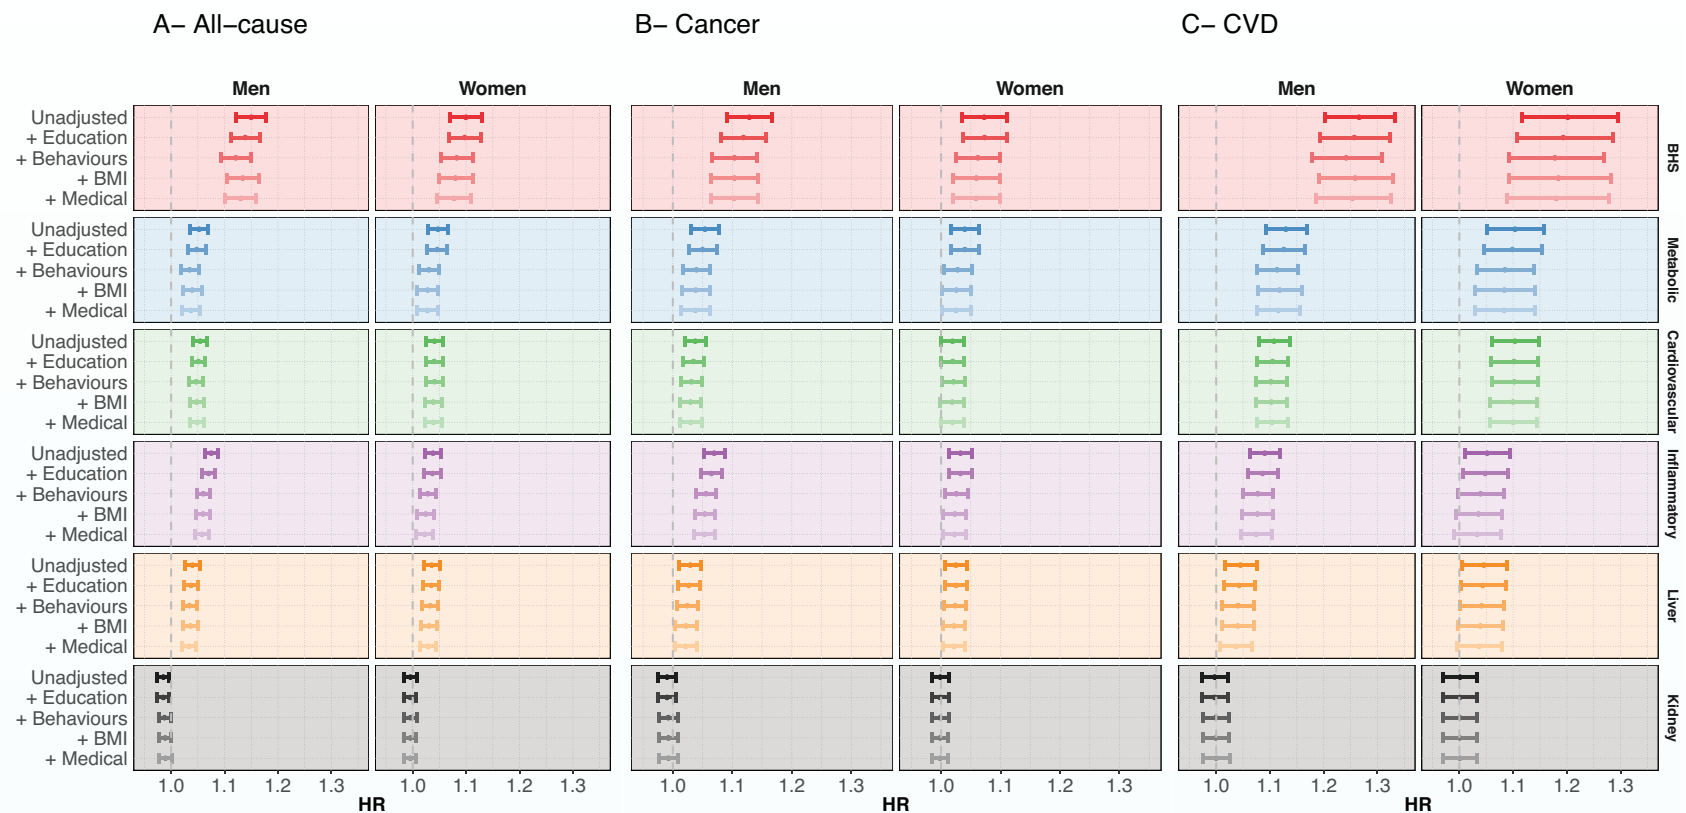 A– All–cause
B– Cancer
C– CVD
Men
Women
Men
Women
Men
Women
Unadjusted
+ Education
+ Behaviours
+ BMI
+ Medical
BHS
Unadjusted
+ Education
+ Behaviours
+ BMI
+ Medical
Metabolic
Unadjusted
+ Education
+ Behaviours
+ BMI
+ Medical
Cardiovascular
Unadjusted
+ Education
+ Behaviours
+ BMI
+ Medical
Inflammatory
Unadjusted
+ Education
+ Behaviours
+ BMI
+ Medical
Liver
Unadjusted
+ Education
+ Behaviours
+ BMI
+ Medical
Kidney
1.0 1.1 1.2 1.3 1.0 1.1 1.2 1.3 1.0 1.1 1.2 1.3 1.0 1.1 1.2 1.3 1.0 1.1 1.2 1.3 1.0 1.1 1.2 1.3
HR HR HR